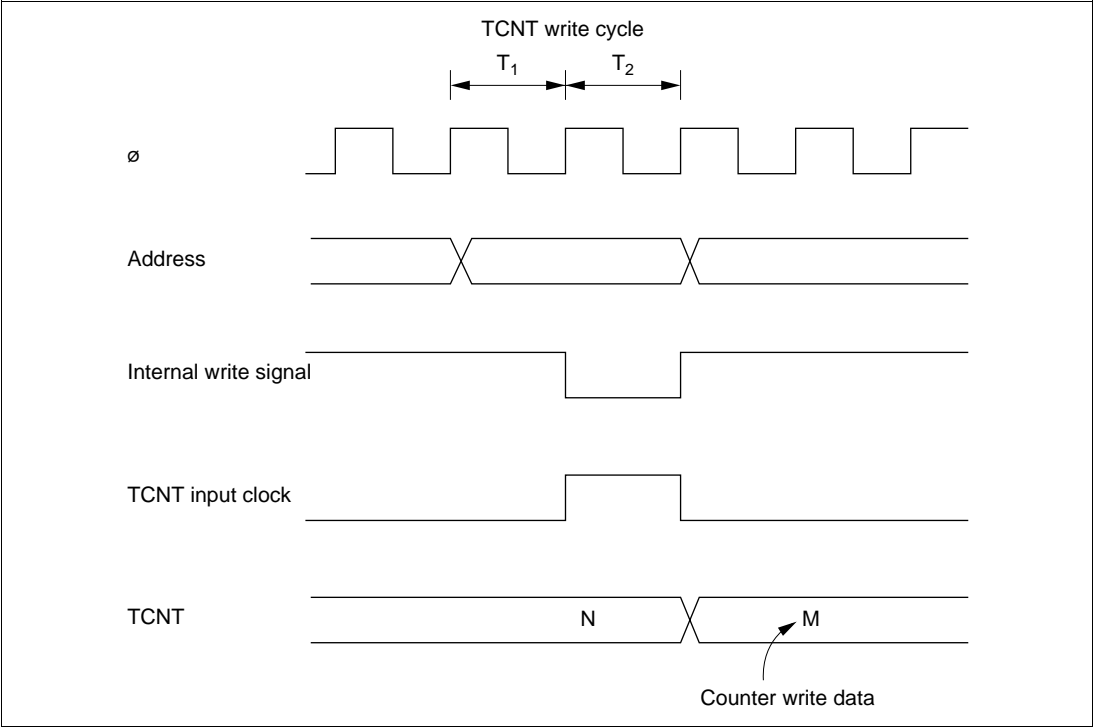 TCNT write cycle
T₁ T₂
ø
Address
Internal write signal
TCNT input clock
TCNT N M
Counter write data